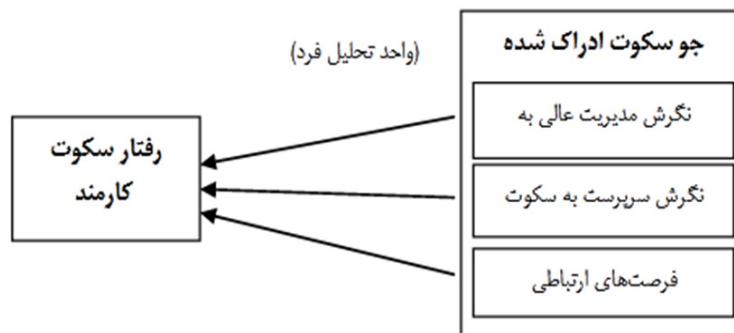 جو سکوت ادراک شده
(واحد تحلیل فرد)
نگرش مدیریت عالی به
نگرش سرپرست به سکوت
فرصت‌های ارتباطی
رفتار سکوت
کارمند